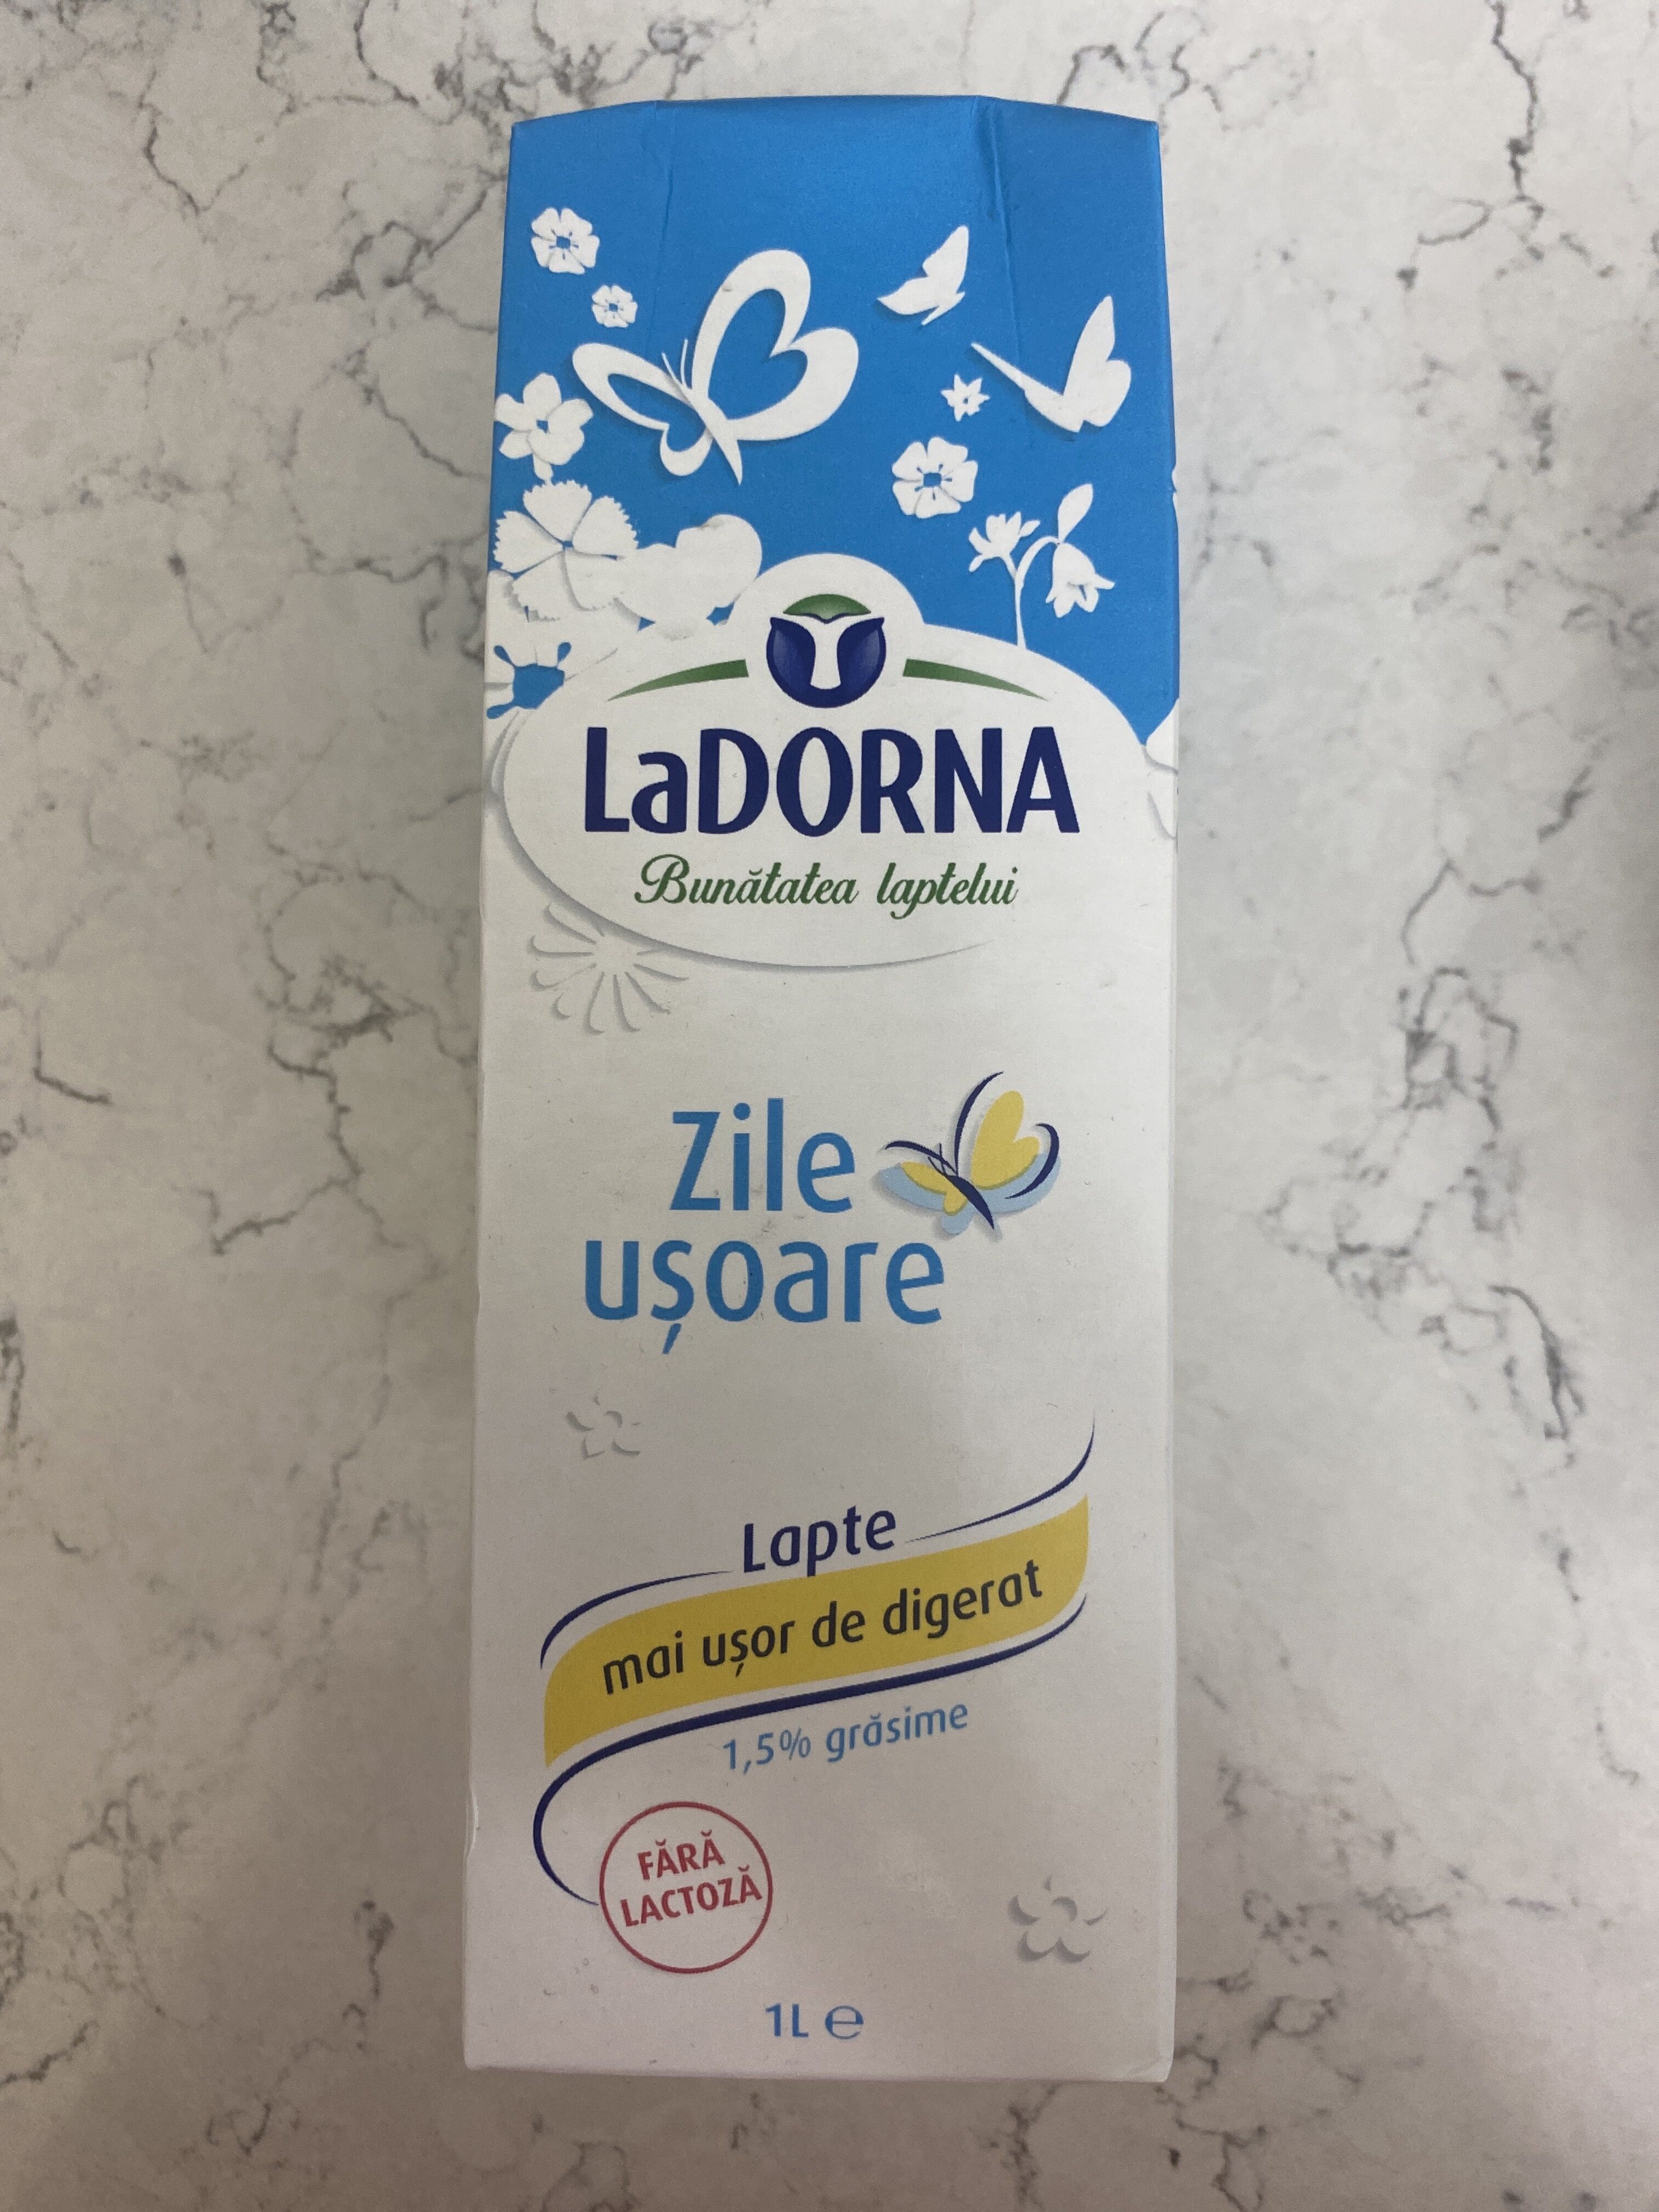 LaDORNA
Bunătatea laptelui
Zile
ușoare
Lapte
mai ușor de digerat
1,5% grăsime
FĂRĂ
LACTOZĂ
1L ℮